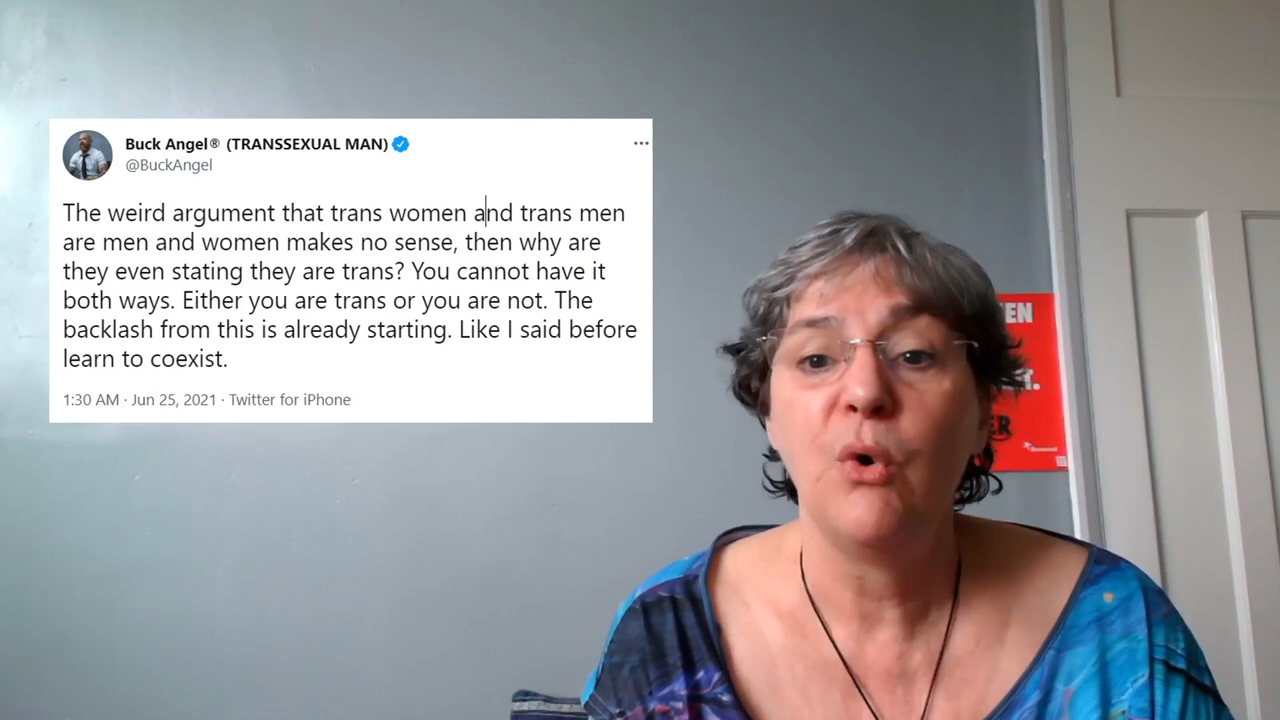 Buck Angel® (TRANSSEXUAL MAN)
@BuckAngel
The weird argument that trans women and trans men
are men and women makes no sense, then why are
they even stating they are trans? You cannot have it
both ways. Either you are trans or you are not. The
backlash from this is already starting. Like I said before
learn to coexist.
1:30 AM · Jun 25, 2021 · Twitter for iPhone